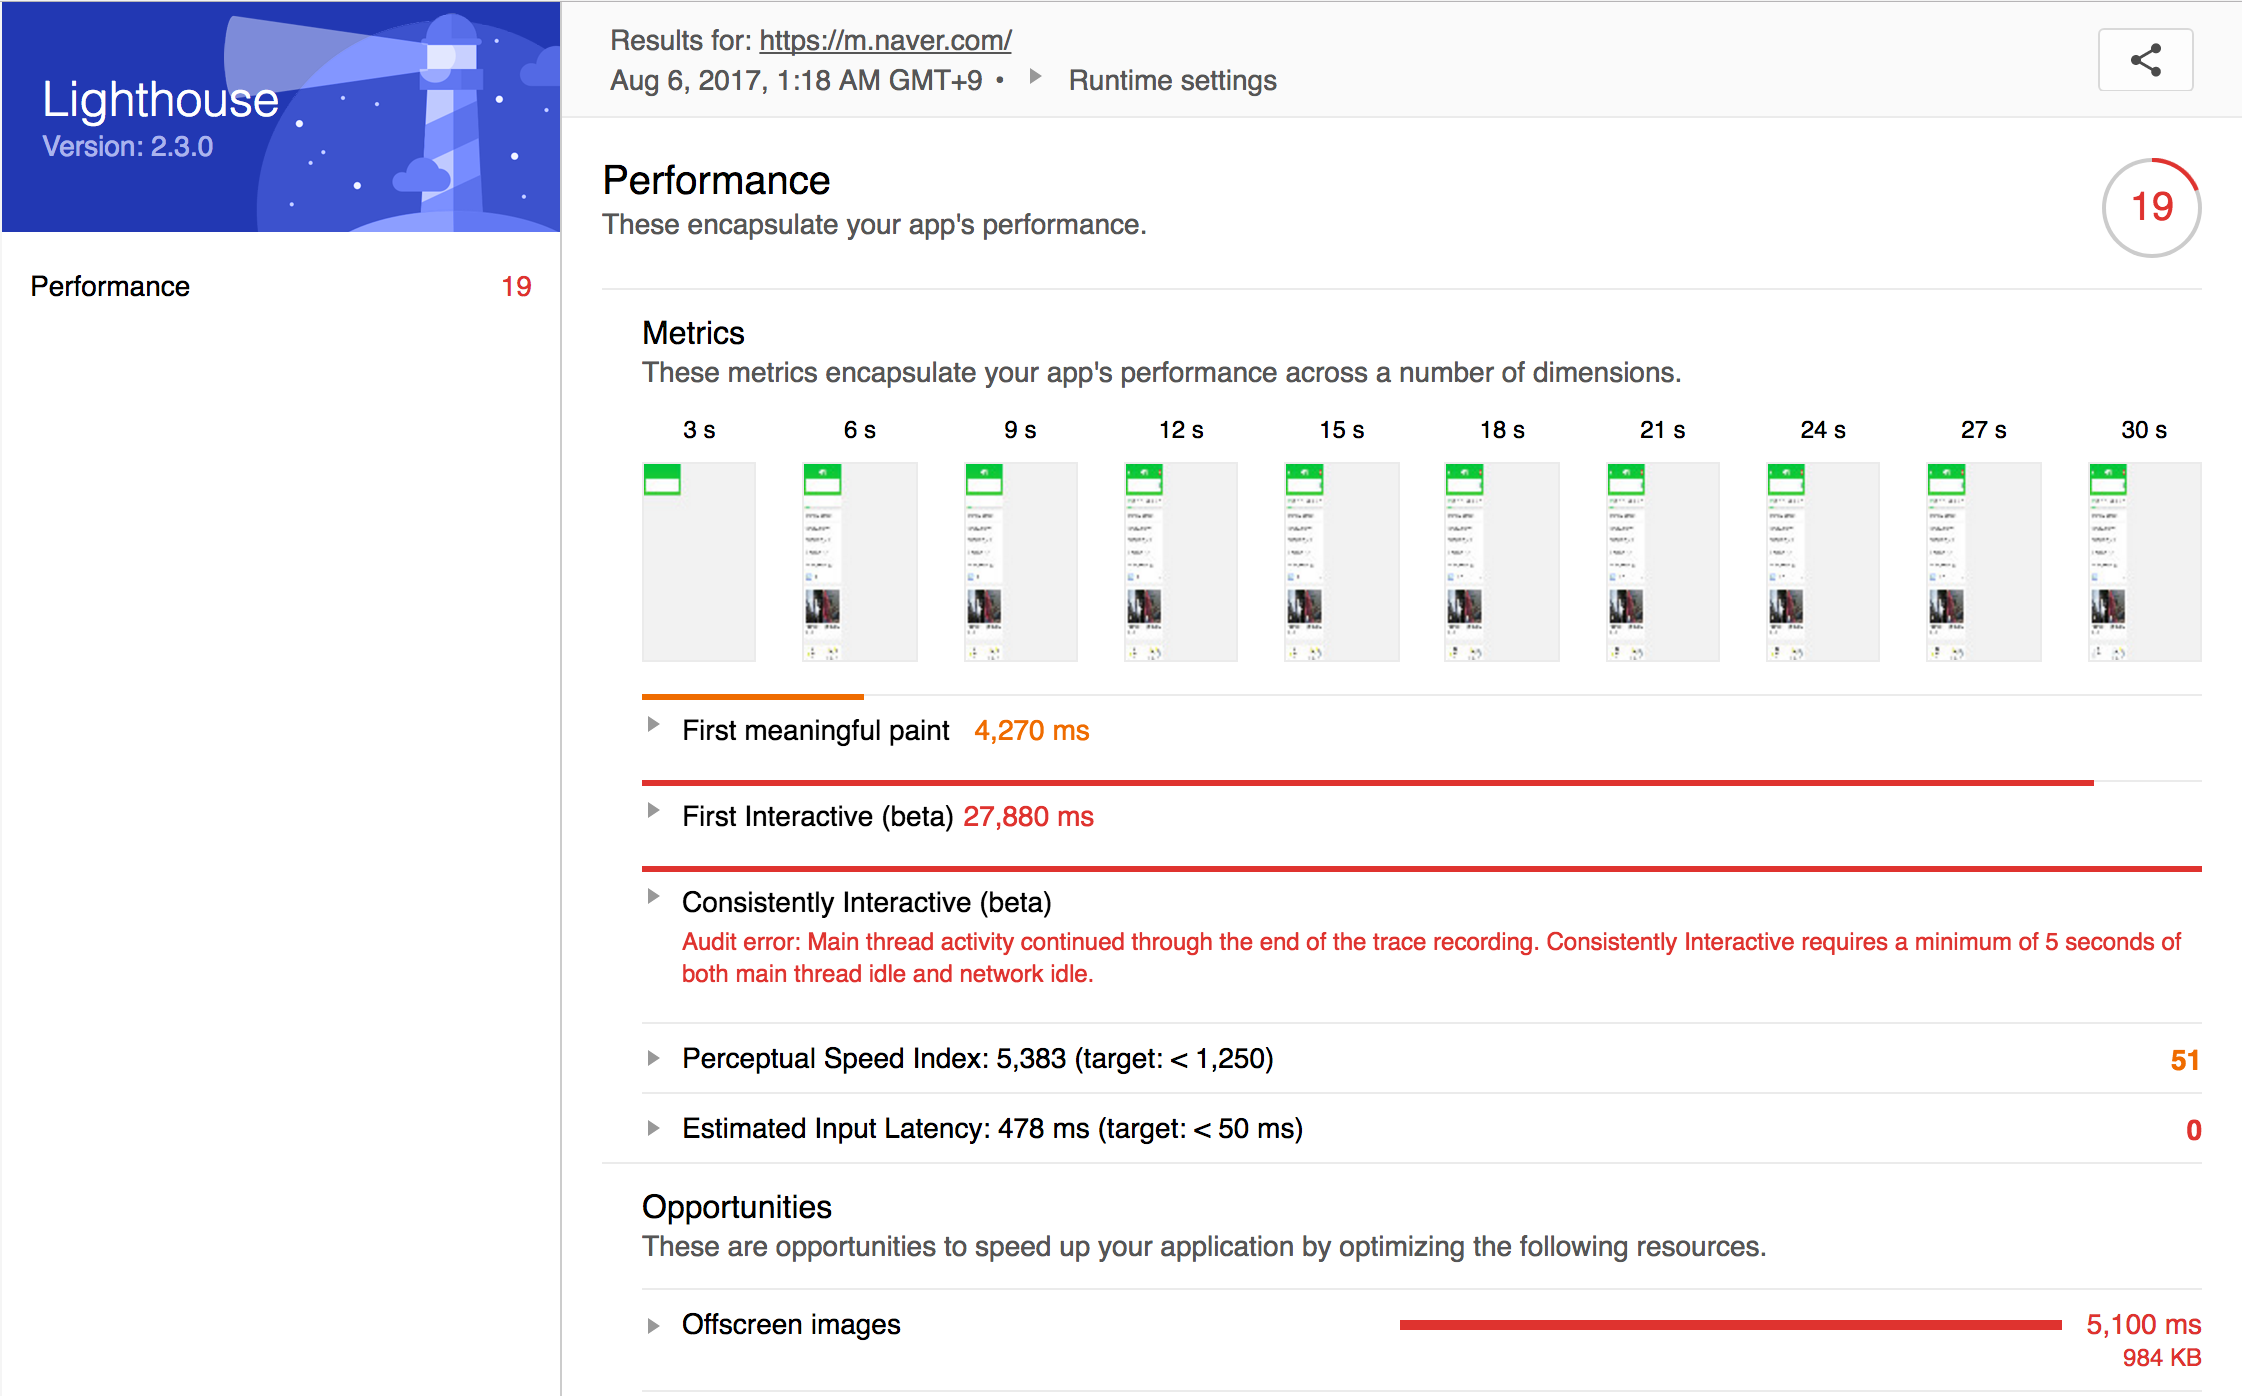 Lighthouse
Version: 2.3.0
Performance 19
Results for: https://m.naver.com/
Aug 6, 2017, 1:18 AM GMT+9 • Runtime settings
Performance
These encapsulate your app's performance.
19
Metrics
These metrics encapsulate your app's performance across a number of dimensions.
3 s 6 s 9 s 12 s 15 s 18 s 21 s 24 s 27 s 30 s
First meaningful paint 4,270 ms
First Interactive (beta) 27,880 ms
Consistently Interactive (beta)
Audit error: Main thread activity continued through the end of the trace recording. Consistently Interactive requires a minimum of 5 seconds of
both main thread idle and network idle.
Perceptual Speed Index: 5,383 (target: < 1,250) 51
Estimated Input Latency: 478 ms (target: < 50 ms) 0
Opportunities
These are opportunities to speed up your application by optimizing the following resources.
Offscreen images 5,100 ms
984 KB